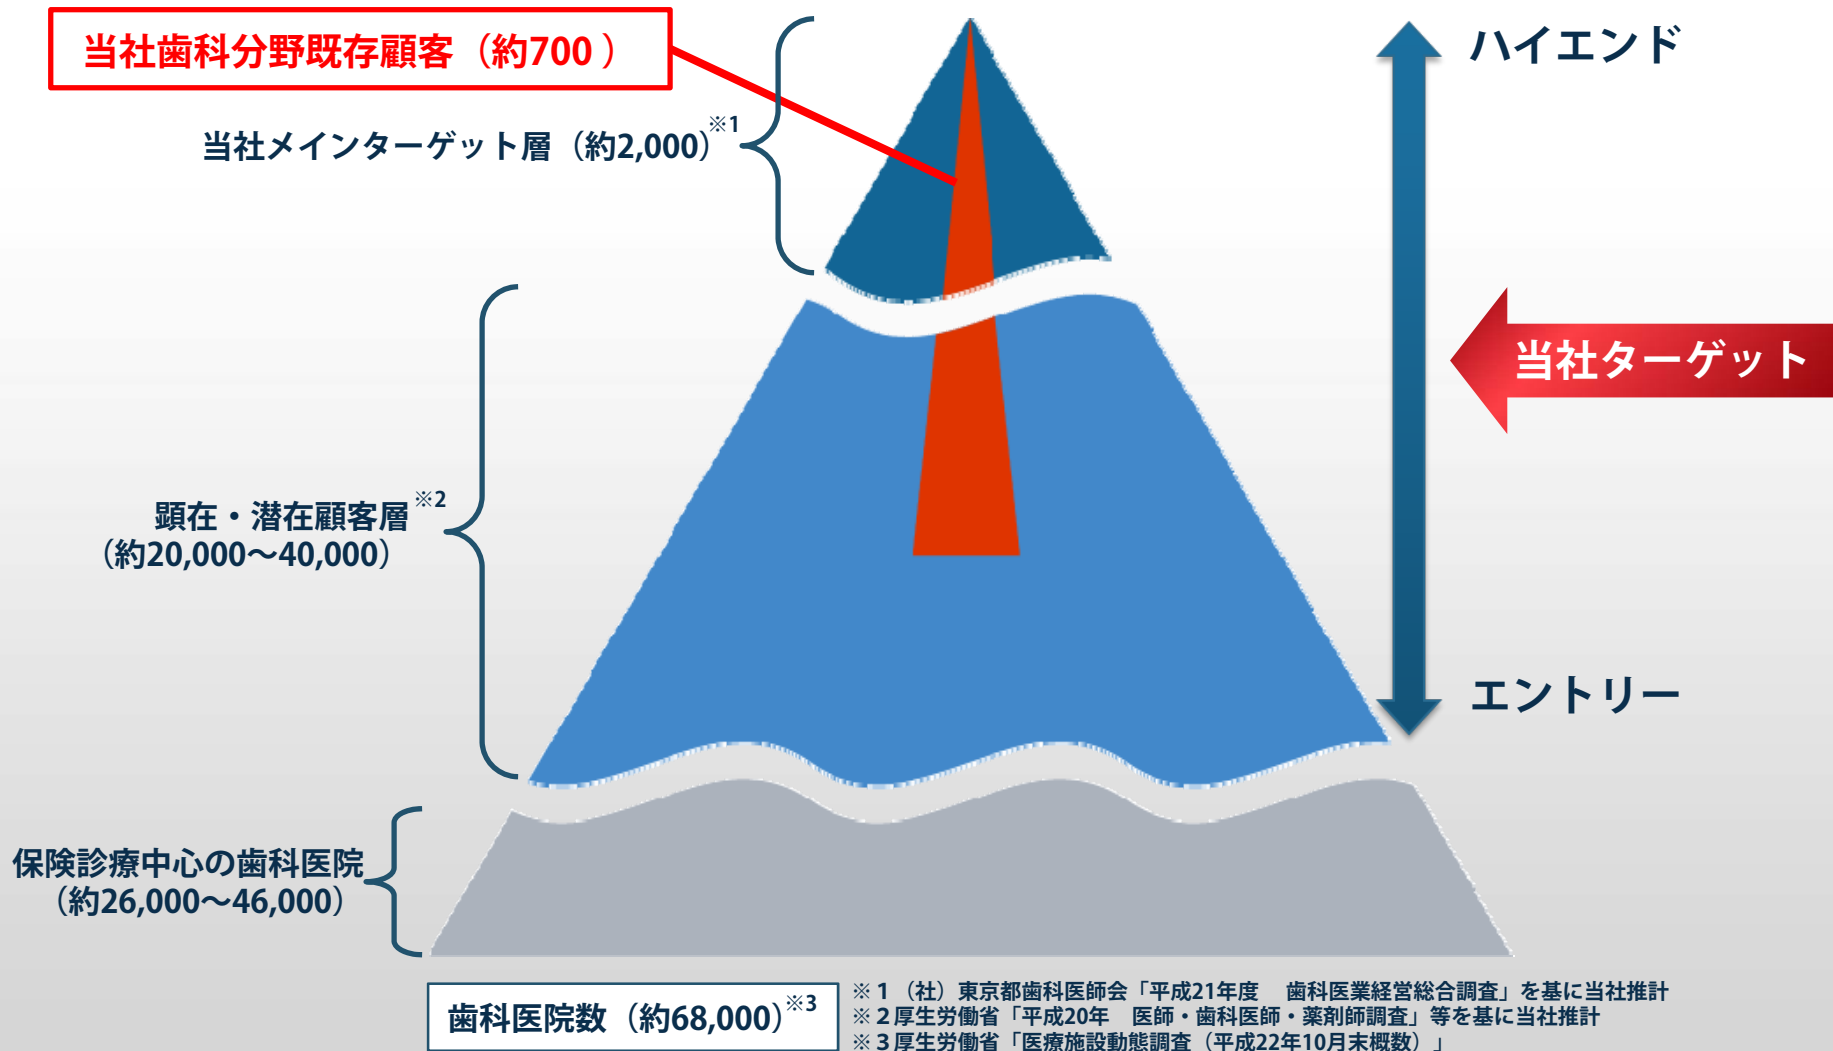 当社歯科分野既存顧客（約700 ）
ハイエンド
当社メインターゲット層（約2,000）※1
当社ターゲット
顕在・潜在顧客層※2
（約20,000～40,000）
エントリー
保険診療中心の歯科医院
（約26,000～46,000）
歯科医院数（約68,000）※3
※１（社）東京都歯科医師会「平成21年度　歯科医業経営総合調査」を基に当社推計
※２厚生労働省「平成20年　医師・歯科医師・薬剤師調査」等を基に当社推計
※３厚生労働省「医療施設動態調査（平成22年10月末概数）」